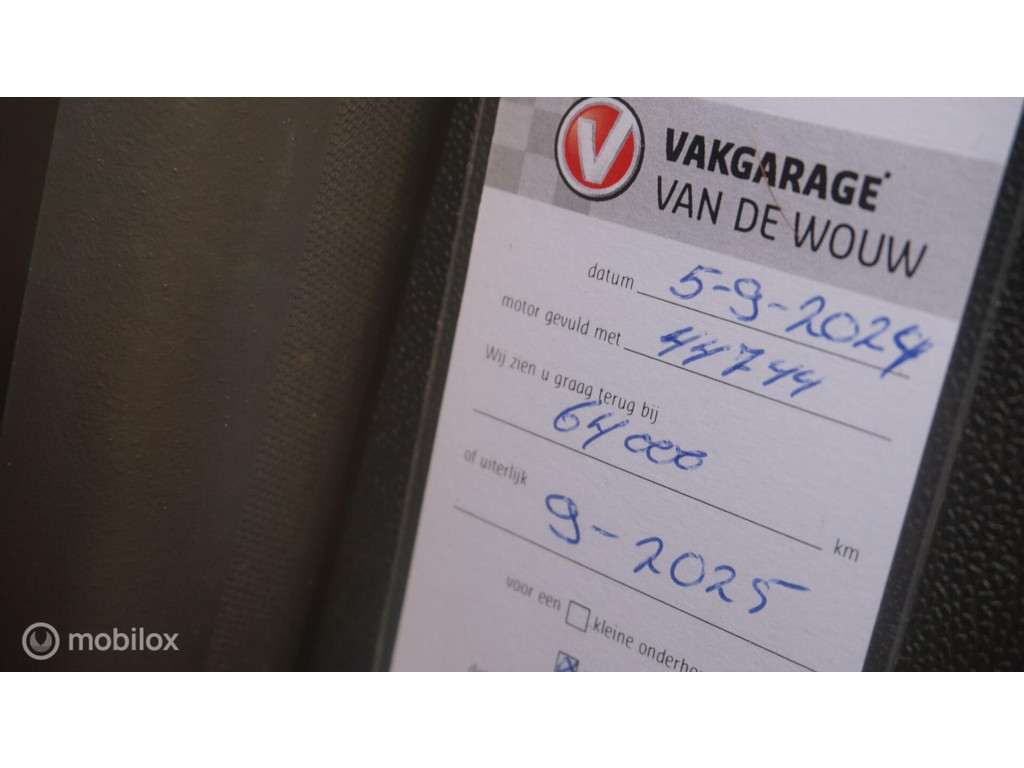 V VAKGARAGE
VAN DE WOUW
datum 5-9-2024
motor gevuld met 44744
Wij zien u graag terug bij
64000 km
of uiterlijk
9-2025
voor een kleine onderho
mobilox